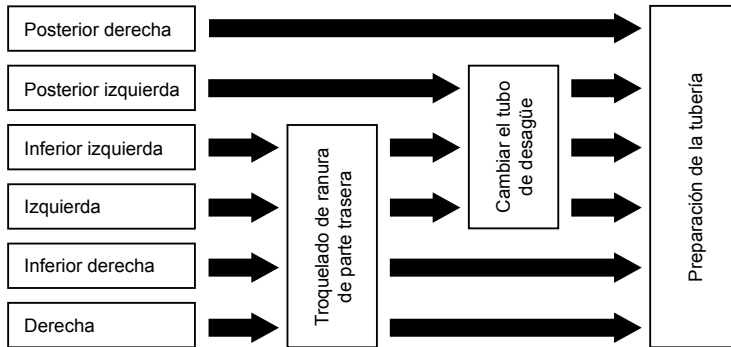 Posterior derecha
Posterior izquierda
Inferior izquierda
Izquierda
Inferior derecha
Derecha
Troquelado de ranura
de parte trasera
Cambiar el tubo
de desagüe
Preparación de la tubería